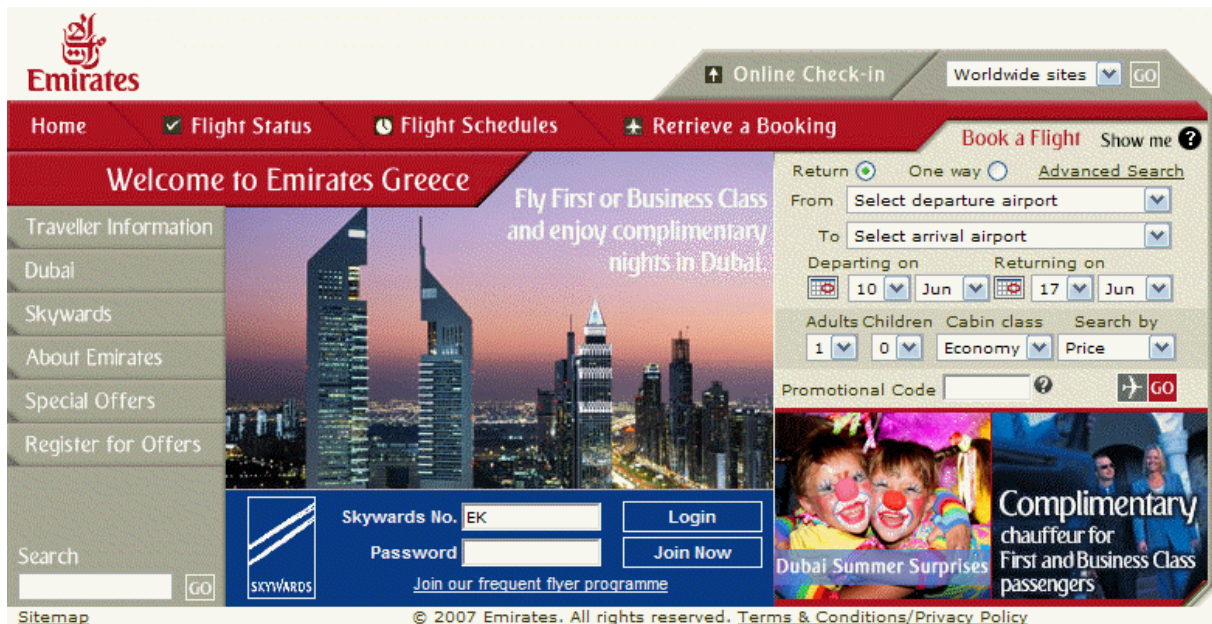 الإمارات
Emirates
Online Check-in
Worldwide sites
GO
Home
Flight Status
Flight Schedules
Retrieve a Booking
Book a Flight
Show me ?
Welcome to Emirates Greece
Traveller Information
Dubai
Skywards
About Emirates
Special Offers
Register for Offers
Search
GO
Fly First or Business Class
and enjoy complimentary
nights in Dubai.
Return
One way
Advanced Search
From
Select departure airport
To
Select arrival airport
Departing on
Returning on
10
Jun
17
Jun
Adults
Children
Cabin class
Search by
1
0
Economy
Price
Promotional Code
?
GO
SKYWARDS
Skywards No.
EK
Login
Password
Join Now
Join our frequent flyer programme
Dubai Summer Surprises
Complimentary
chauffeur for
First and Business Class
passengers
Sitemap
© 2007 Emirates. All rights reserved. Terms & Conditions/Privacy Policy